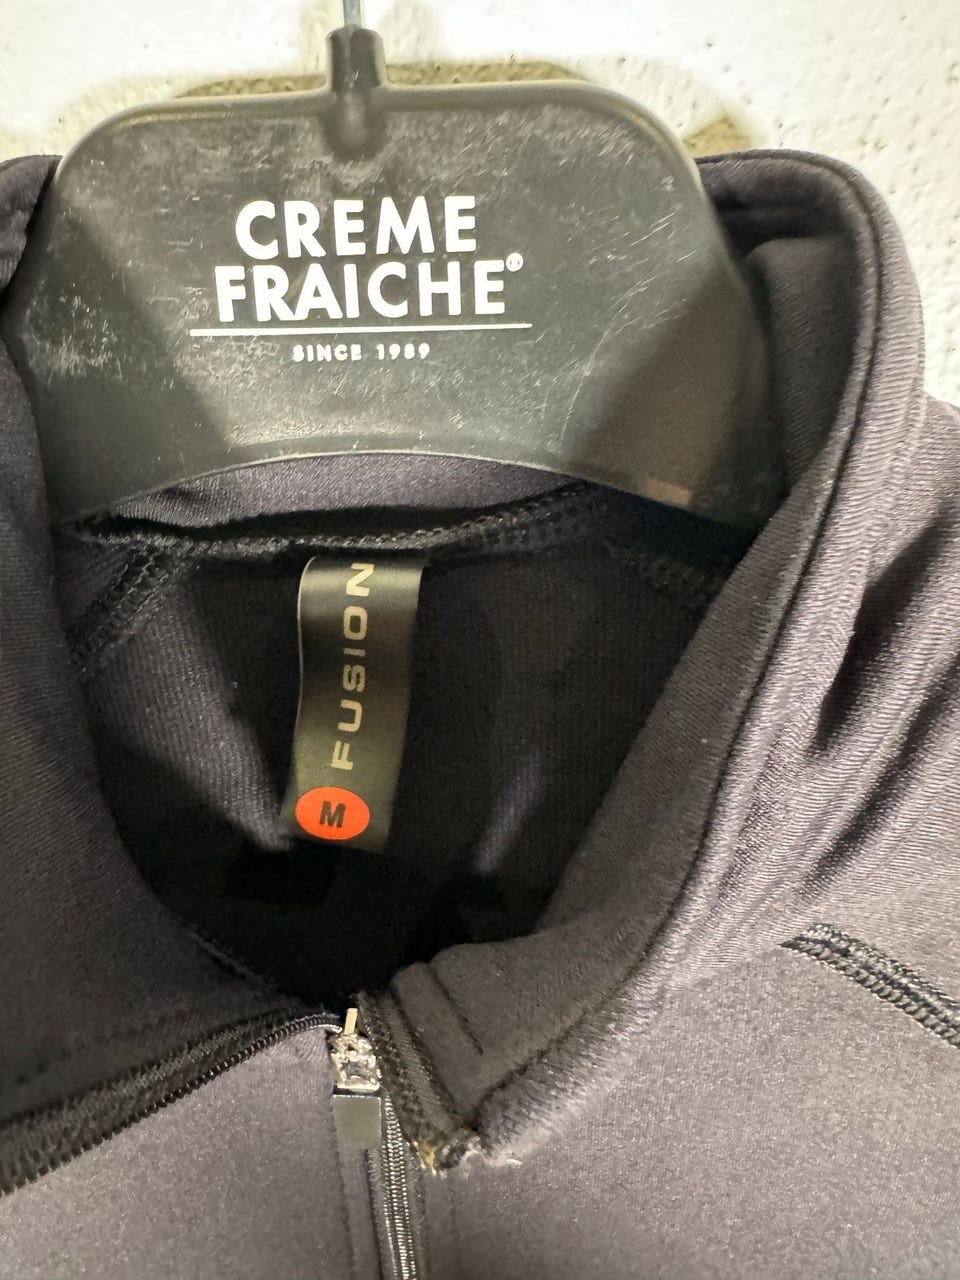 CREME
FRAICHE®
SINCE 1989
FUSION
M